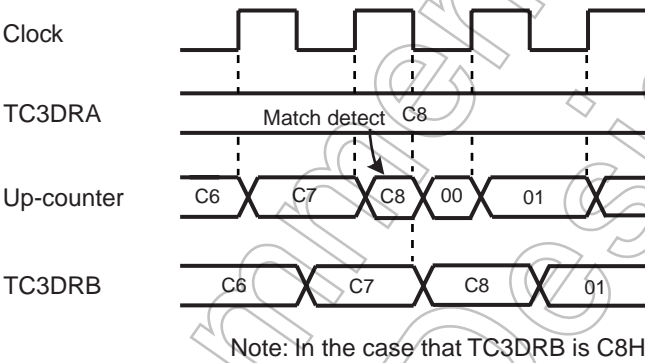 Clock
TC3DRA
Match detect C8
Up-counter C6 C7 C8 00 01
TC3DRB C6 C7 C8 01
Note: In the case that TC3DRB is C8H